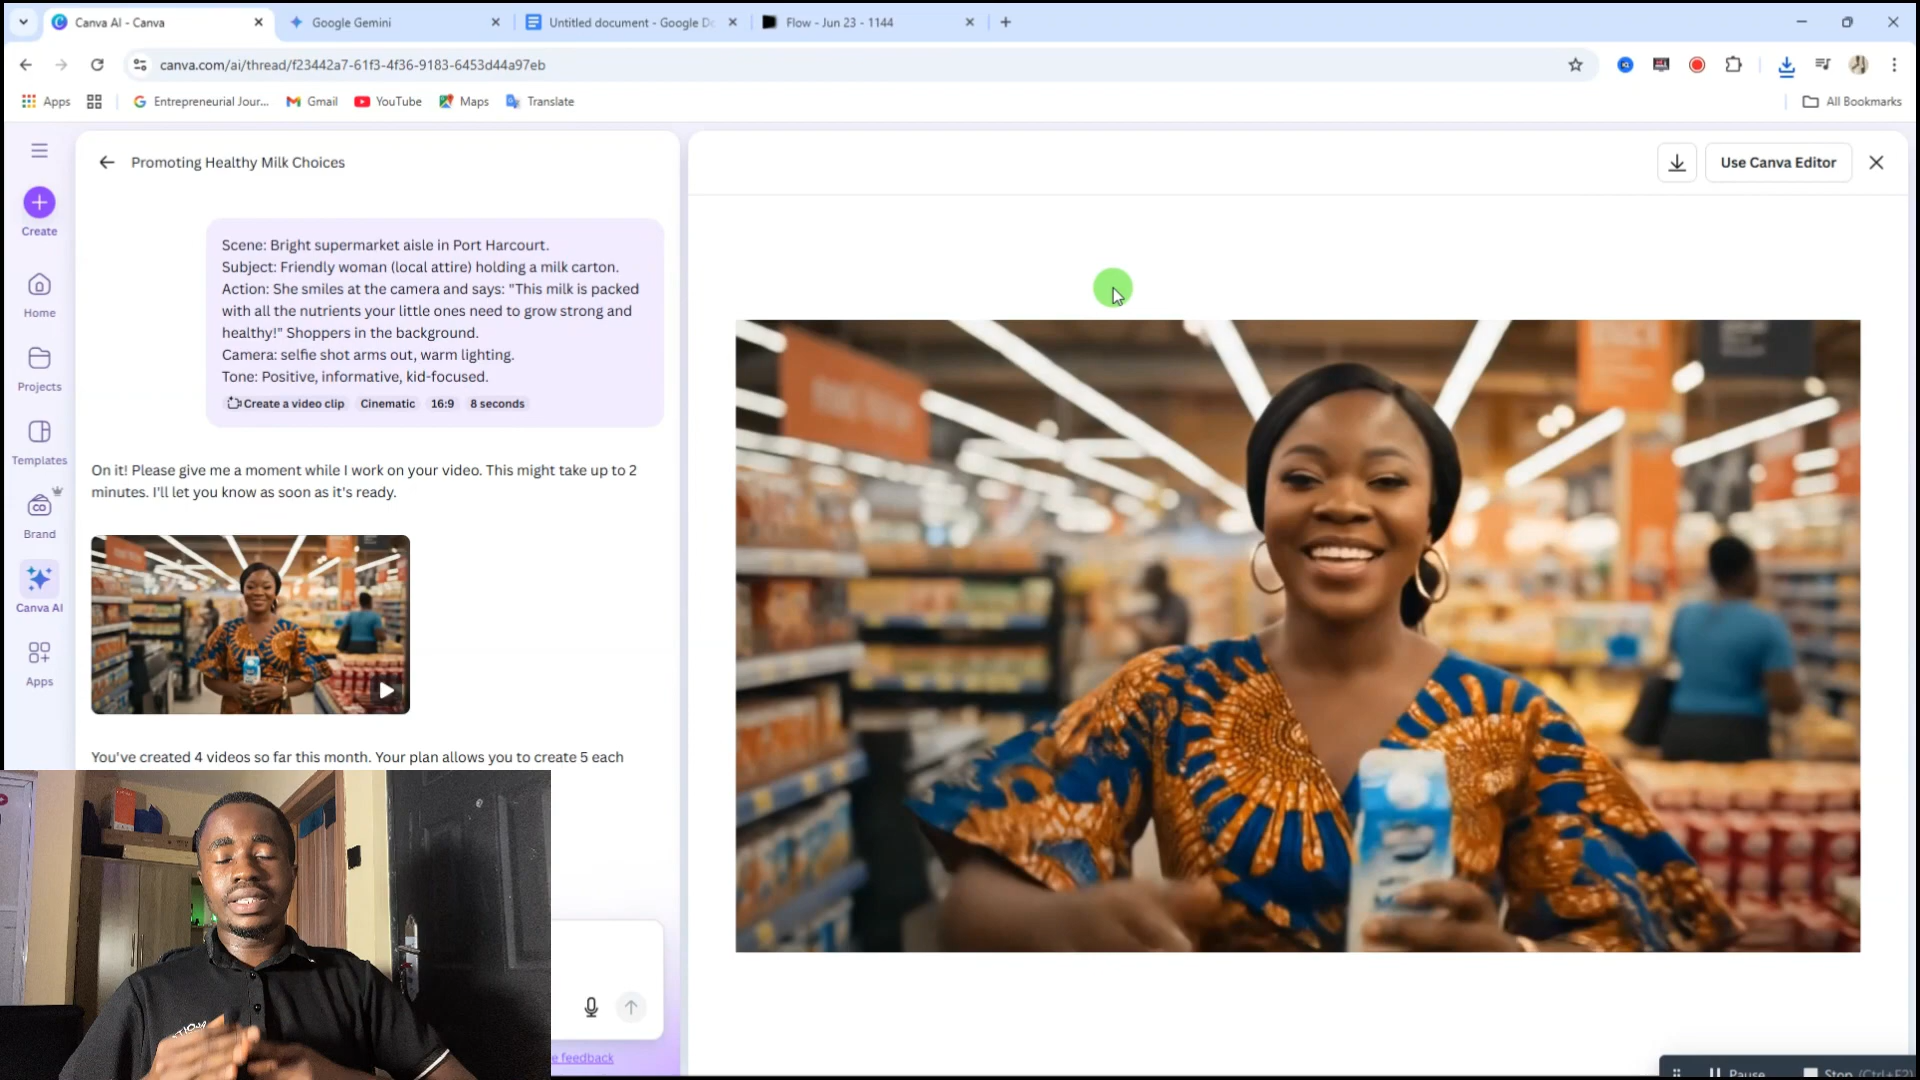 Canva AI - Canva
Google Gemini
Untitled document - Google Do
Flow - Jun 23 - 1144
canva.com/ai/thread/f23442a7-61f3-4f36-9183-6453d44a97eb
Apps
Entrepreneurial Jour...
Gmail
YouTube
Maps
Translate
All Bookmarks
Promoting Healthy Milk Choices
Use Canva Editor
Create
Home
Projects
Templates
Brand
Canva AI
Apps
Scene: Bright supermarket aisle in Port Harcourt.
Subject: Friendly woman (local attire) holding a milk carton.
Action: She smiles at the camera and says: "This milk is packed
with all the nutrients your little ones need to grow strong and
healthy!" Shoppers in the background.
Camera: selfie shot arms out, warm lighting.
Tone: Positive, informative, kid-focused.
Create a video clip Cinematic 16:9 8 seconds
On it! Please give me a moment while I work on your video. This might take up to 2
minutes. I'll let you know as soon as it's ready.
You've created 4 videos so far this month. Your plan allows you to create 5 each
feedback
Pause
Stop (Ctrl+F2)